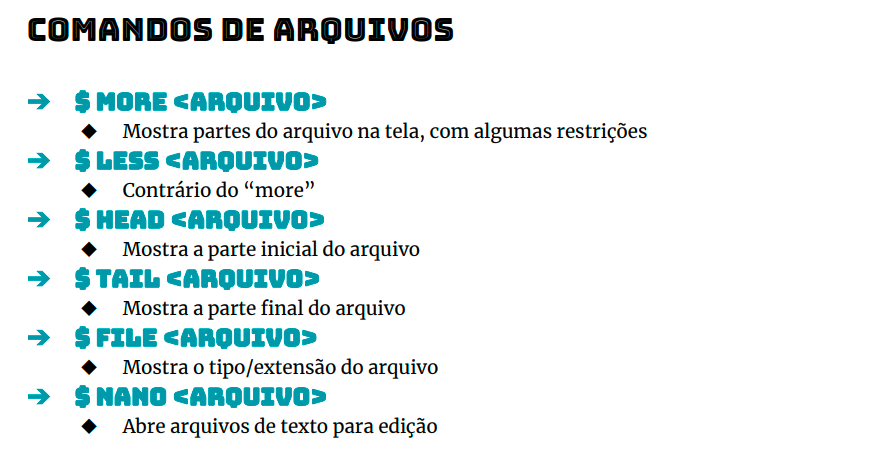 COMANDOS DE ARQUIVOS
➔ $ MORE <ARQUIVO>
◆ Mostra partes do arquivo na tela, com algumas restrições
➔ $ LESS <ARQUIVO>
◆ Contrário do “more”
➔ $ HEAD <ARQUIVO>
◆ Mostra a parte inicial do arquivo
➔ $ TAIL <ARQUIVO>
◆ Mostra a parte final do arquivo
➔ $ FILE <ARQUIVO>
◆ Mostra o tipo/extensão do arquivo
➔ $ NANO <ARQUIVO>
◆ Abre arquivos de texto para edição